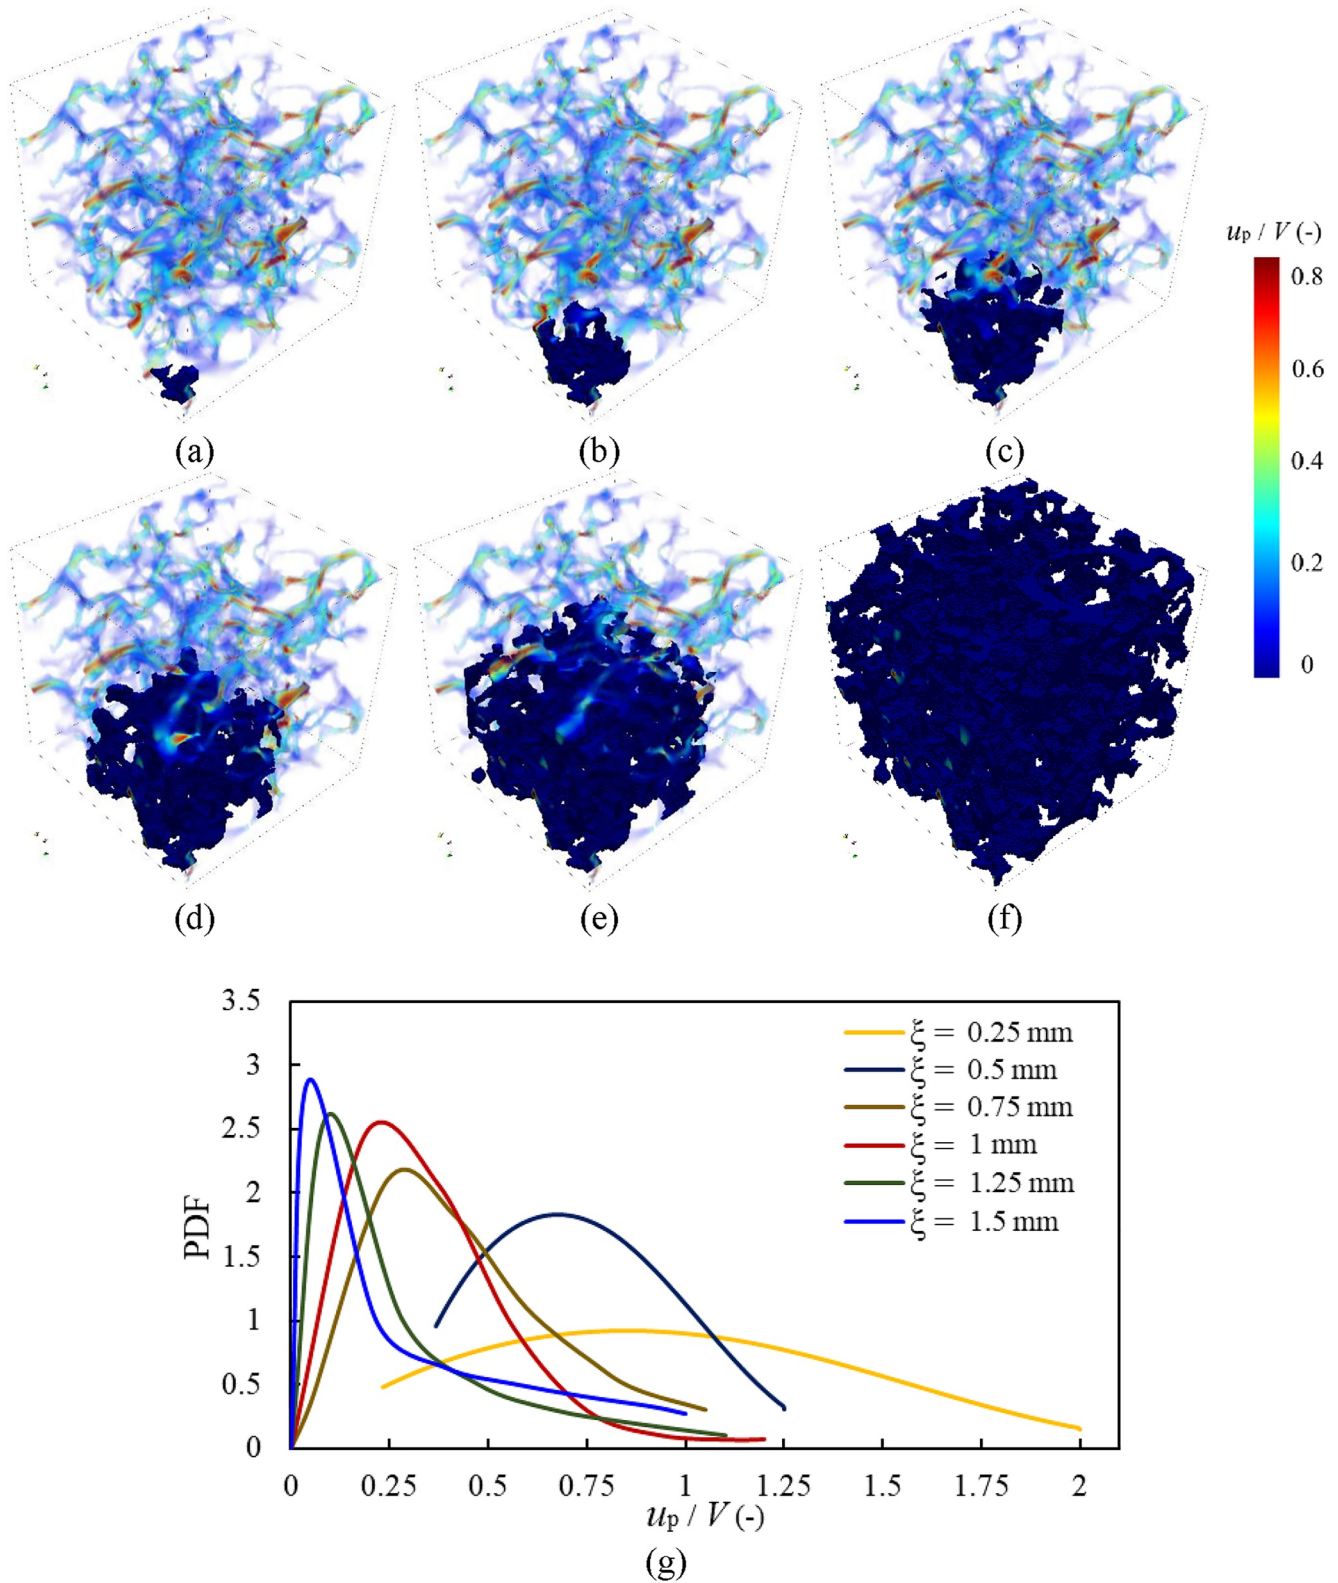 u_p / V (-)
0.8
0.6
0.4
0.2
0
(a)
(b)
(c)
(d)
(e)
(f)
3.5
3
2.5
2
1.5
1
0.5
0
PDF
ξ = 0.25 mm
ξ = 0.5 mm
ξ = 0.75 mm
ξ = 1 mm
ξ = 1.25 mm
ξ = 1.5 mm
0 0.25 0.5 0.75 1 1.25 1.5 1.75 2
u_p / V (-)
(g)